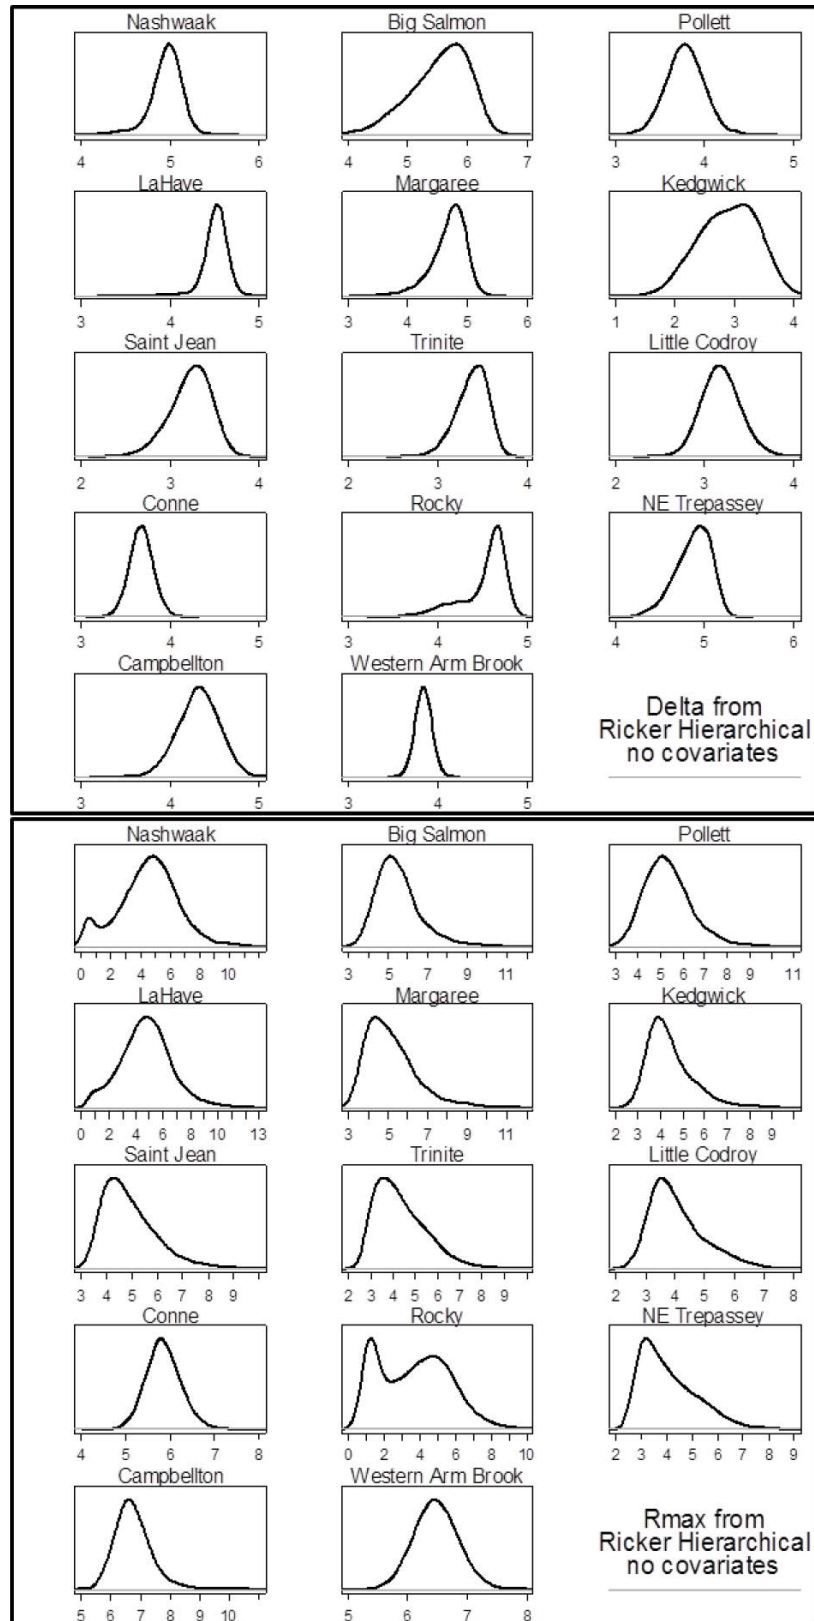 Nashwaak Big Salmon Pollett
4 5 6 4 5 6 7 3 4 5
LaHave Margaree Kedgwick
3 4 5 3 4 5 6 1 2 3 4
Saint Jean Trinite Little Codroy
2 3 4 2 3 4 2 3 4
Conne Rocky NE Trepassey
3 4 5 3 4 5 4 5 6
Campbellton Western Arm Brook
Delta from
Ricker Hierarchical
no covariates
3 4 5 3 4 5
Nashwaak Big Salmon Pollett
0 2 4 6 8 10 3 5 7 9 11 3 4 5 6 7 8 9 11
LaHave Margaree Kedgwick
0 2 4 6 8 10 13 3 5 7 9 11 2 3 4 5 6 7 8 9
Saint Jean Trinite Little Codroy
3 4 5 6 7 8 9 2 3 4 5 6 7 8 9 2 3 4 5 6 7 8
Conne Rocky NE Trepassey
4 5 6 7 8 0 2 4 6 8 10 2 3 4 5 6 7 8 9
Campbellton Western Arm Brook
Rmax from
Ricker Hierarchical
no covariates
5 6 7 8 9 10 5 6 7 8